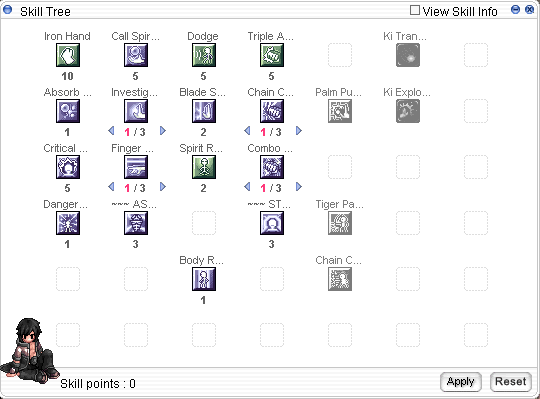 Skill Tree
View Skill Info
Iron Hand Call Spir... Dodge Triple A... Ki Tran...
10 5 5 5
Absorb ... Investig... Blade S... Chain C... Palm Pu... Ki Explo...
1 1 / 3 2 1 / 3
Critical ... Finger ... Spirit R... Combo ...
5 1 / 3 2 1 / 3
Danger... ~~~ AS... ~~~ ST... Tiger Pa...
1 3 3
Body R... Chain C...
1
Skill points : 0
Apply Reset